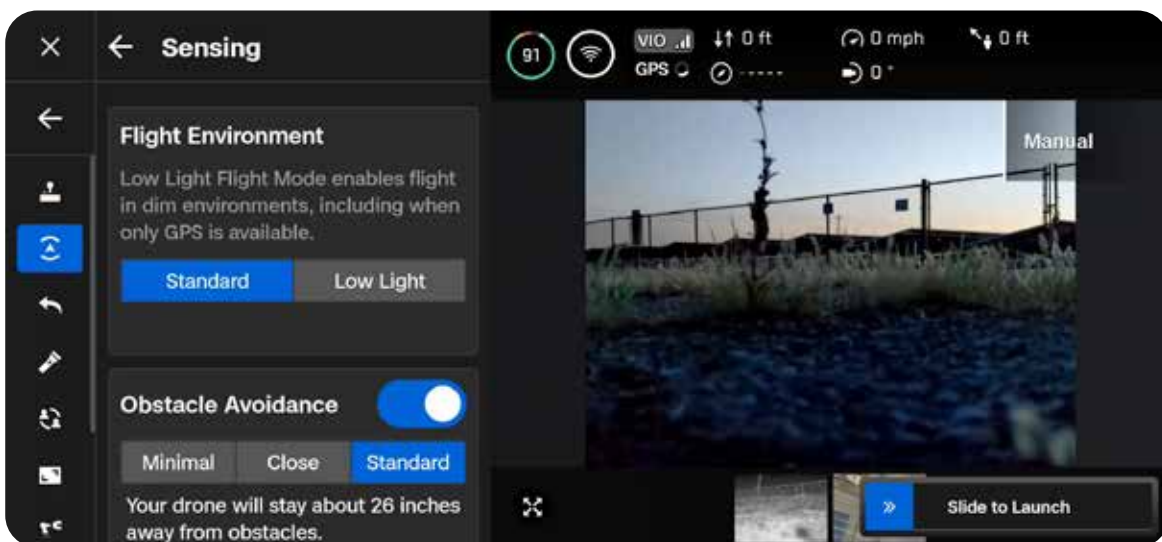 Sensing
Flight Environment
Low Light Flight Mode enables flight
in dim environments, including when
only GPS is available.
Standard
Low Light
Obstacle Avoidance
Minimal
Close
Standard
Your drone will stay about 26 inches
away from obstacles.
91
VIO
0 ft
0 mph
0 ft
GPS
-----
0 °
Manual
Slide to Launch